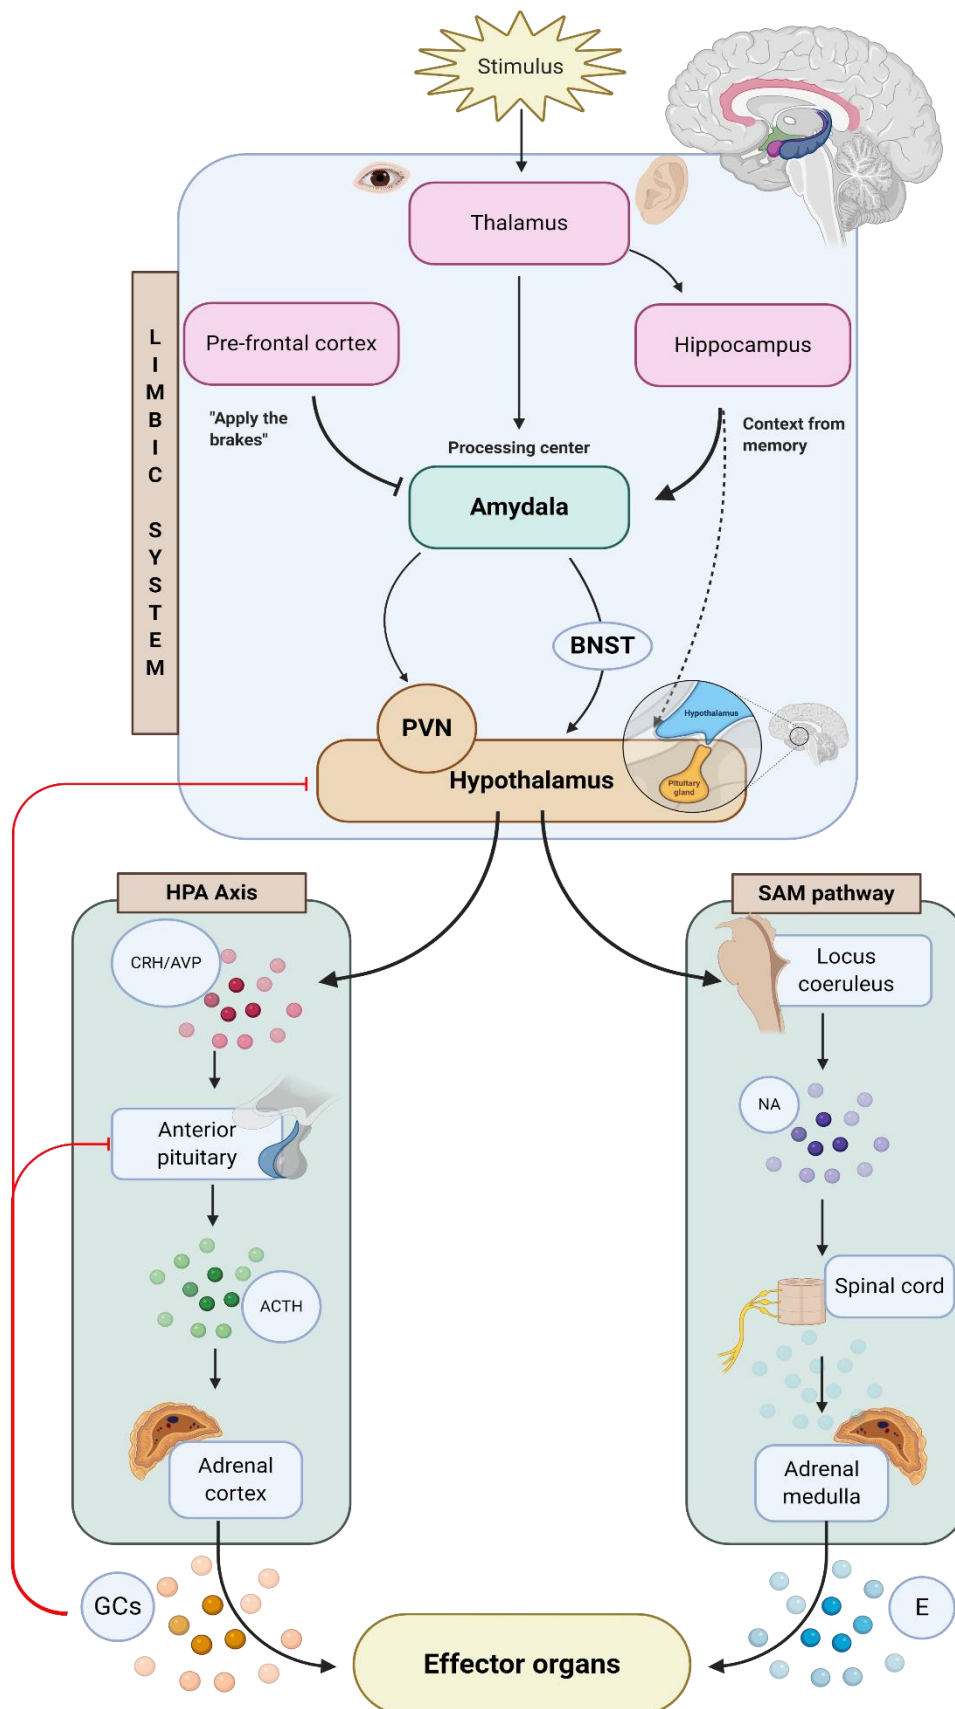 Stimulus
Thalamus
LIMBIC SYSTEM
Pre-frontal cortex
Hippocampus
"Apply the
brakes"
Context from
memory
Processing center
Amydala
BNST
PVN
Hypothalamus
Hypothalamus
Pituitary
gland
HPA Axis
CRH/AVP
Anterior
pituitary
ACTH
Adrenal
cortex
GCs
SAM pathway
Locus
coeruleus
NA
Spinal cord
Adrenal
medulla
E
Effector organs